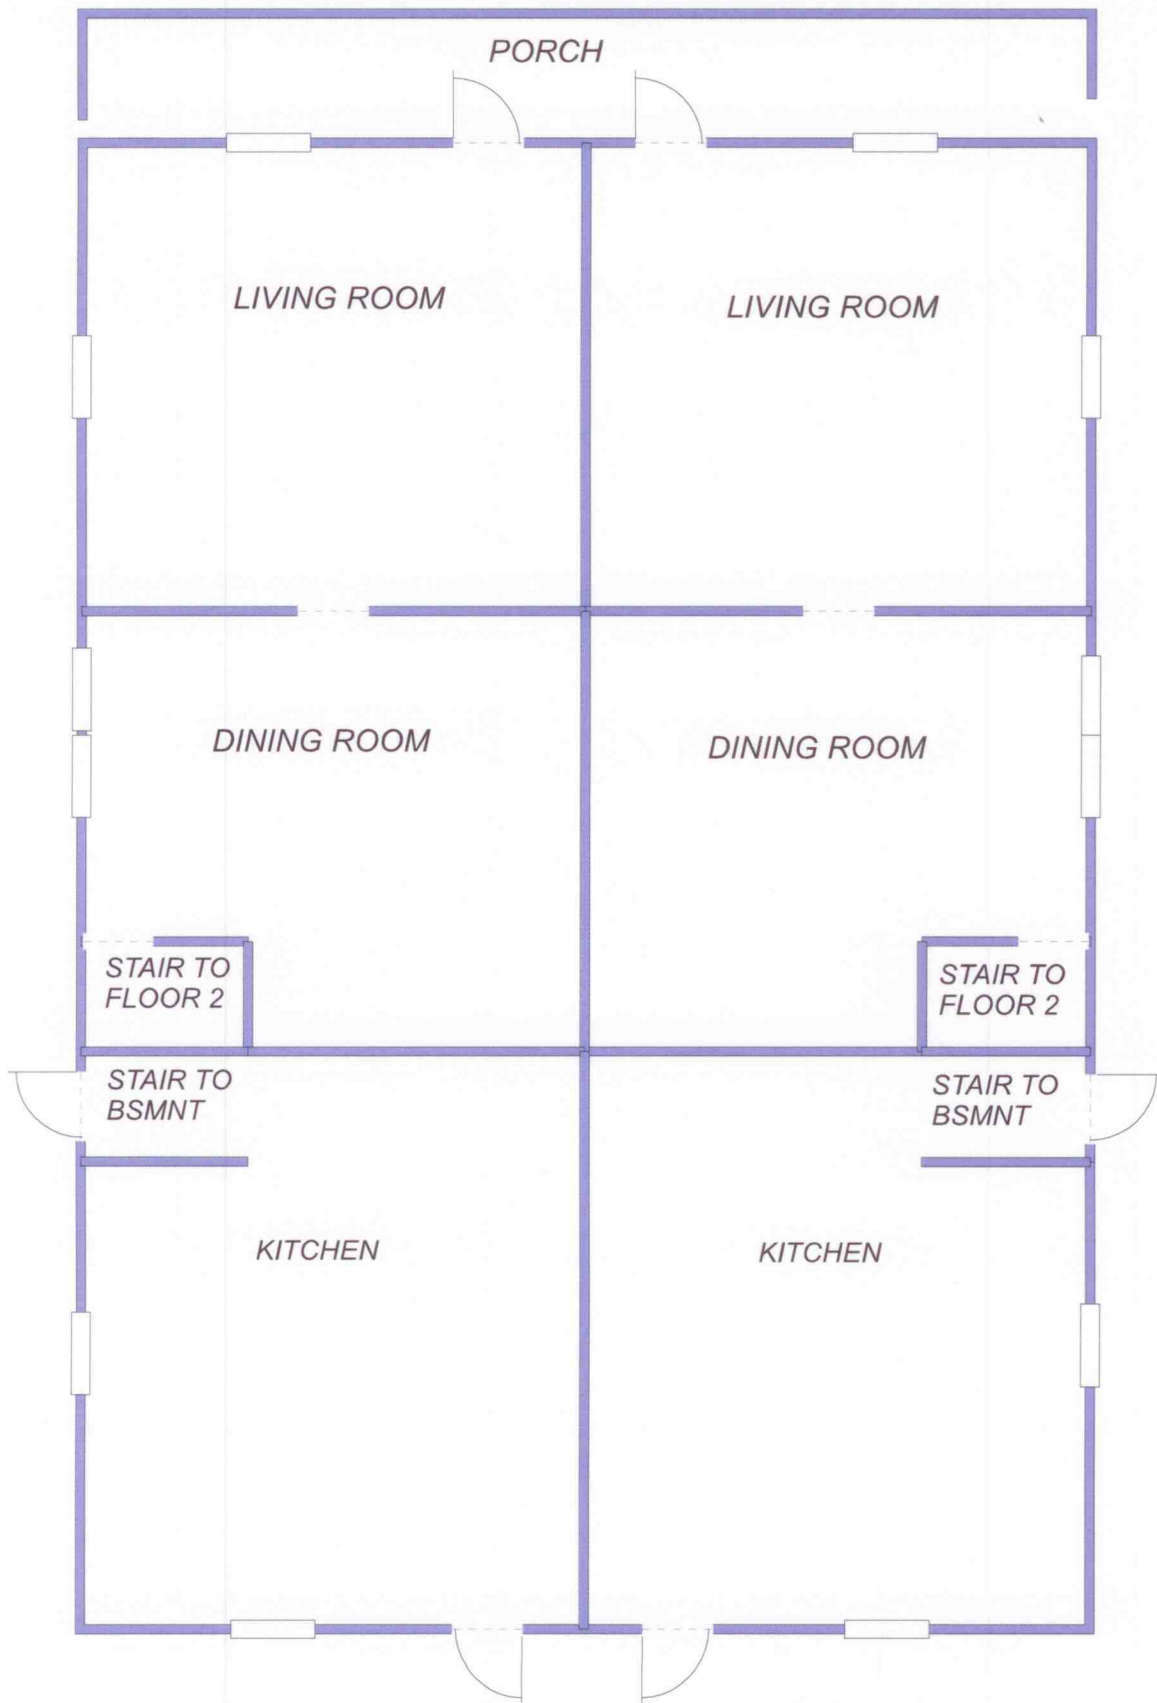 PORCH
LIVING ROOM
LIVING ROOM
DINING ROOM
DINING ROOM
STAIR TO
FLOOR 2
STAIR TO
FLOOR 2
STAIR TO
BSMNT
STAIR TO
BSMNT
KITCHEN
KITCHEN